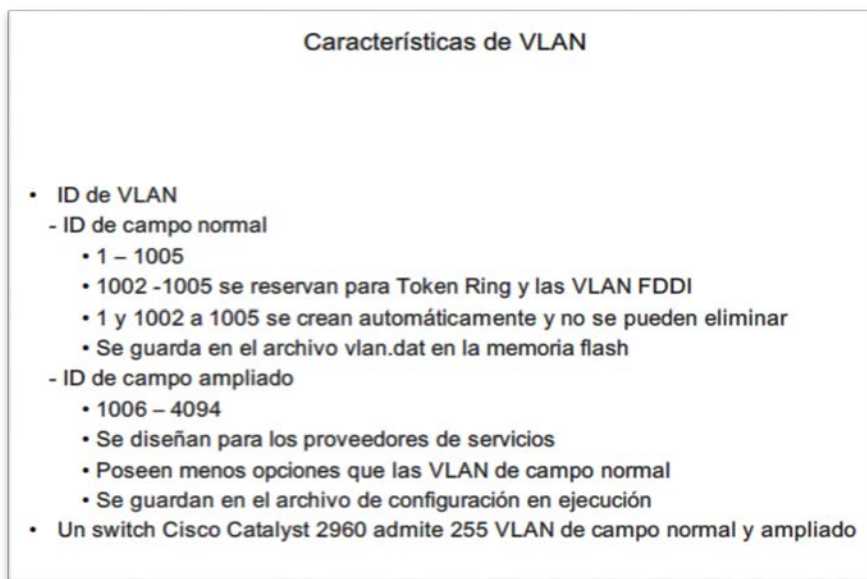 Características de VLAN
• ID de VLAN
- ID de campo normal
• 1 – 1005
• 1002 -1005 se reservan para Token Ring y las VLAN FDDI
• 1 y 1002 a 1005 se crean automáticamente y no se pueden eliminar
• Se guarda en el archivo vlan.dat en la memoria flash
- ID de campo ampliado
• 1006 – 4094
• Se diseñan para los proveedores de servicios
• Poseen menos opciones que las VLAN de campo normal
• Se guardan en el archivo de configuración en ejecución
• Un switch Cisco Catalyst 2960 admite 255 VLAN de campo normal y ampliado